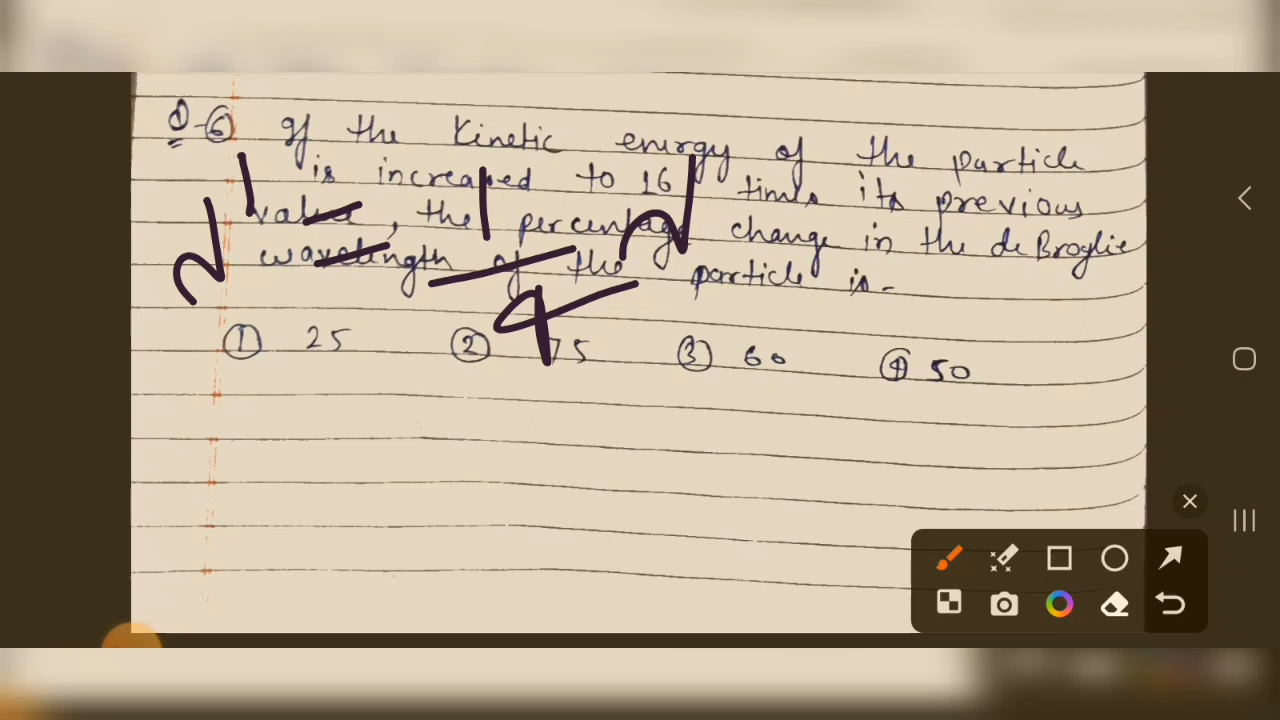 Q-6 If the kinetic energy of the particle
is increased to 16 times its previous
value, the percentage change in the de Broglie
wavelength of the particle is-
① 25 ② 75 ③ 60 ④ 50